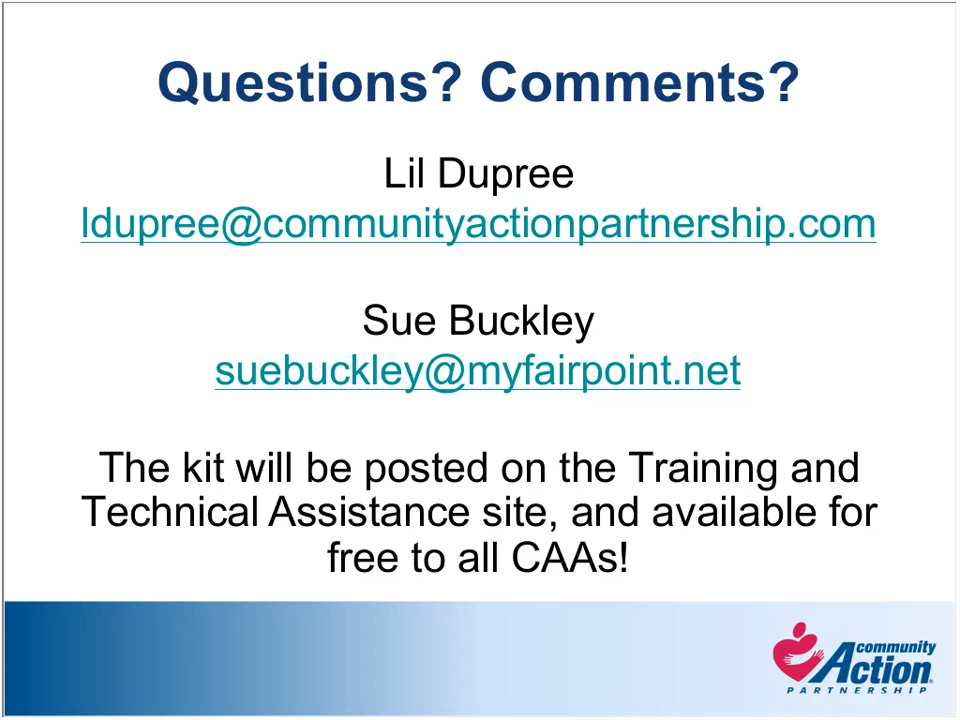 Questions? Comments?
Lil Dupree
ldupree@communityactionpartnership.com
Sue Buckley
suebuckley@myfairpoint.net
The kit will be posted on the Training and
Technical Assistance site, and available for
free to all CAAs!
community
Action®
PARTNERSHIP